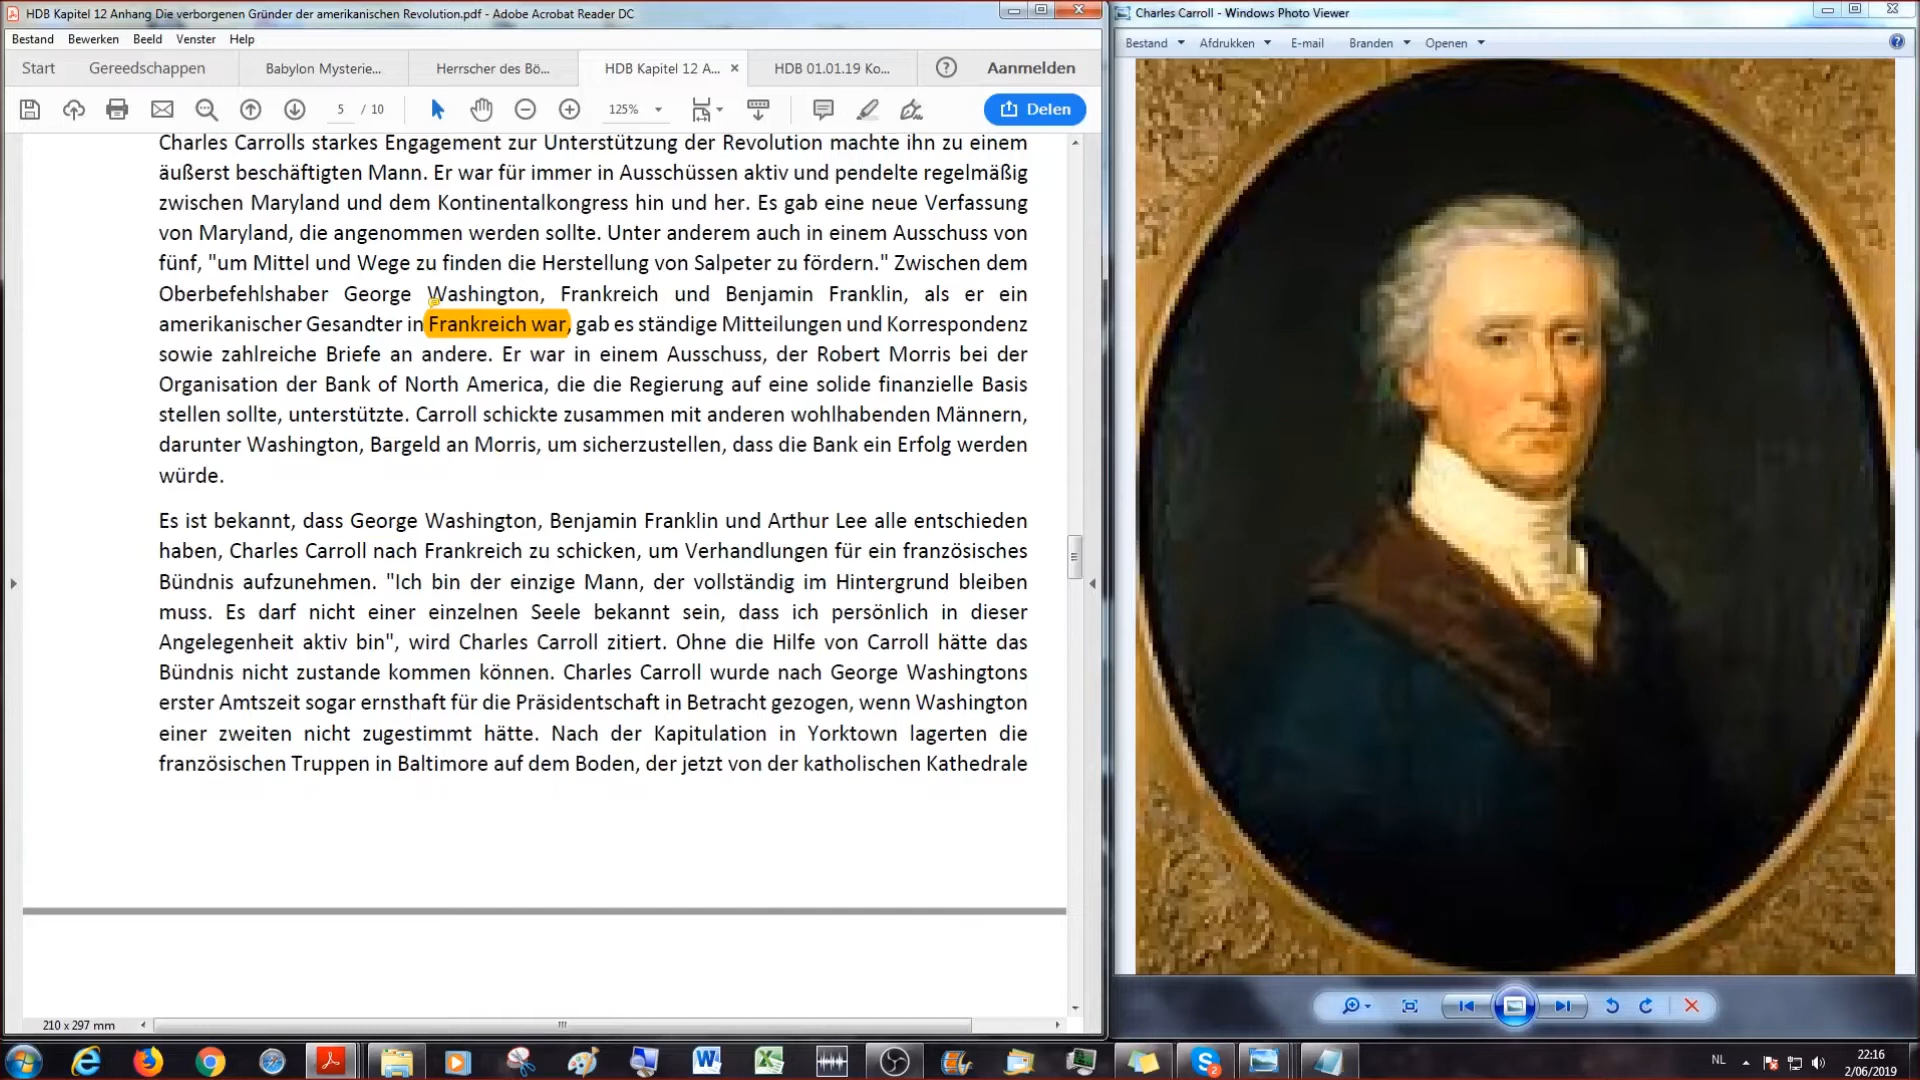 HDB Kapitel 12 Anhang Die verborgenen Gründer der amerikanischen Revolution.pdf - Adobe Acrobat Reader DC
Bestand Bewerken Beeld Venster Help
Start Gereedschappen Babylon Mysterie... Herrscher des Bö... HDB Kapitel 12 A... HDB 01.01.19 Ko... Aanmelden
5 / 10 125% Delen
Charles Carrolls starkes Engagement zur Unterstützung der Revolution machte ihn zu einem
äußerst beschäftigten Mann. Er war für immer in Ausschüssen aktiv und pendelte regelmäßig
zwischen Maryland und dem Kontinentalkongress hin und her. Es gab eine neue Verfassung
von Maryland, die angenommen werden sollte. Unter anderem auch in einem Ausschuss von
fünf, "um Mittel und Wege zu finden die Herstellung von Salpeter zu fördern." Zwischen dem
Oberbefehlshaber George Washington, Frankreich und Benjamin Franklin, als er ein
amerikanischer Gesandter in Frankreich war, gab es ständige Mitteilungen und Korrespondenz
sowie zahlreiche Briefe an andere. Er war in einem Ausschuss, der Robert Morris bei der
Organisation der Bank of North America, die die Regierung auf eine solide finanzielle Basis
stellen sollte, unterstützte. Carroll schickte zusammen mit anderen wohlhabenden Männern,
darunter Washington, Bargeld an Morris, um sicherzustellen, dass die Bank ein Erfolg werden
würde.
Es ist bekannt, dass George Washington, Benjamin Franklin und Arthur Lee alle entschieden
haben, Charles Carroll nach Frankreich zu schicken, um Verhandlungen für ein französisches
Bündnis aufzunehmen. "Ich bin der einzige Mann, der vollständig im Hintergrund bleiben
muss. Es darf nicht einer einzelnen Seele bekannt sein, dass ich persönlich in dieser
Angelegenheit aktiv bin", wird Charles Carroll zitiert. Ohne die Hilfe von Carroll hätte das
Bündnis nicht zustande kommen können. Charles Carroll wurde nach George Washingtons
erster Amtszeit sogar ernsthaft für die Präsidentschaft in Betracht gezogen, wenn Washington
einer zweiten nicht zugestimmt hätte. Nach der Kapitulation in Yorktown lagerten die
französischen Truppen in Baltimore auf dem Boden, der jetzt von der katholischen Kathedrale
210 x 297 mm
Charles Carroll - Windows Photo Viewer
Bestand Afdrukken E-mail Branden Openen
NL
22:16
2/06/2019